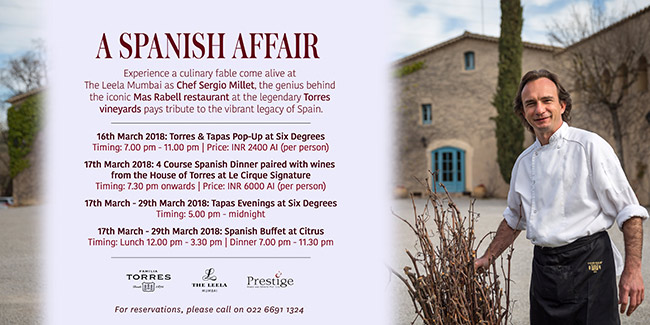 A SPANISH AFFAIR
Experience a culinary fable come alive at
The Leela Mumbai as Chef Sergio Millet, the genius behind
the iconic Mas Rabell restaurant at the legendary Torres
vineyards pays tribute to the vibrant legacy of Spain.
16th March 2018: Torres & Tapas Pop-Up at Six Degrees
Timing: 7.00 pm - 11.00 pm | Price: INR 2400 AI (per person)
17th March 2018: 4 Course Spanish Dinner paired with wines
from the House of Torres at Le Cirque Signature
Timing: 7.30 pm onwards | Price: INR 6000 AI (per person)
17th March - 29th March 2018: Tapas Evenings at Six Degrees
Timing: 5.00 pm - midnight
17th March - 29th March 2018: Spanish Buffet at Citrus
Timing: Lunch 12.00 pm - 3.30 pm | Dinner 7.00 pm - 11.30 pm
FAMILIA
TORRES
THE LEELA
MUMBAI
Prestige
For reservations, please call on 022 6691 1324